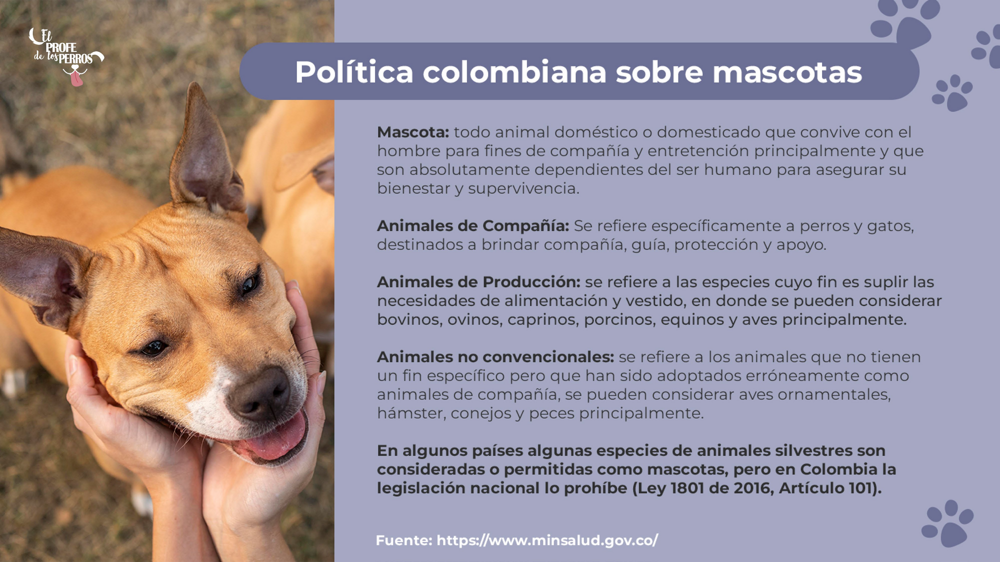 El
PROFE
de los PERROS
Política colombiana sobre mascotas
Mascota: todo animal doméstico o domesticado que convive con el
hombre para fines de compañía y entretención principalmente y que
son absolutamente dependientes del ser humano para asegurar su
bienestar y supervivencia.
Animales de Compañía: Se refiere específicamente a perros y gatos,
destinados a brindar compañía, guía, protección y apoyo.
Animales de Producción: se refiere a las especies cuyo fin es suplir las
necesidades de alimentación y vestido, en donde se pueden considerar
bovinos, ovinos, caprinos, porcinos, equinos y aves principalmente.
Animales no convencionales: se refiere a los animales que no tienen
un fin específico pero que han sido adoptados erróneamente como
animales de compañía, se pueden considerar aves ornamentales,
hámster, conejos y peces principalmente.
En algunos países algunas especies de animales silvestres son
consideradas o permitidas como mascotas, pero en Colombia la
legislación nacional lo prohíbe (Ley 1801 de 2016, Artículo 101).
Fuente: https://www.minsalud.gov.co/